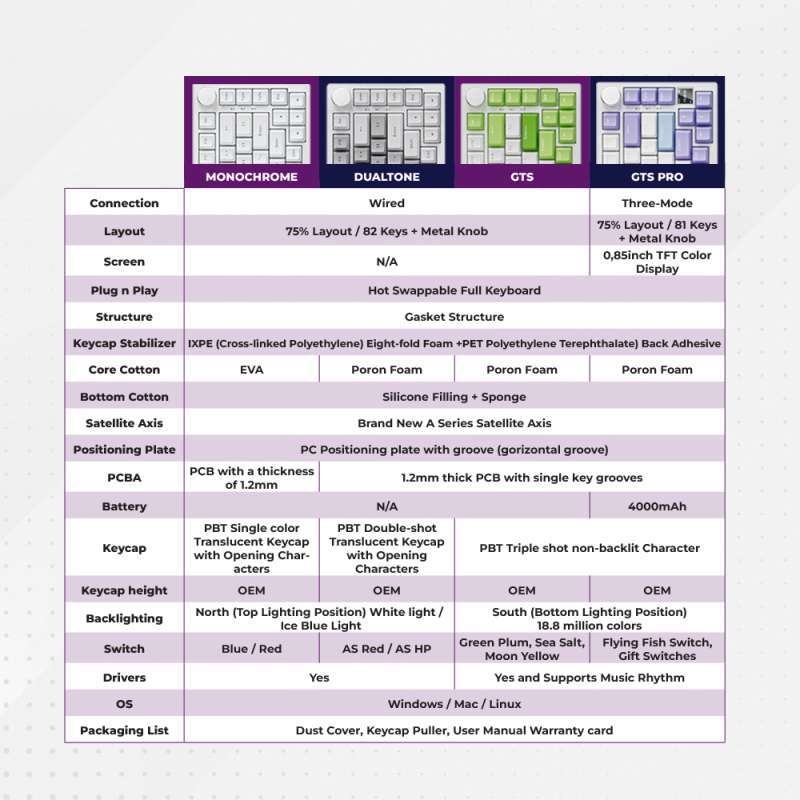 MONOCHROME DUALTONE GTS GTS PRO
Connection Wired Three-Mode
Layout 75% Layout / 82 Keys + Metal Knob 75% Layout / 81 Keys
+ Metal Knob
Screen N/A 0,85inch TFT Color
Display
Plug n Play Hot Swappable Full Keyboard
Structure Gasket Structure
Keycap Stabilizer IXPE (Cross-linked Polyethylene) Eight-fold Foam +PET Polyethylene Terephthalate) Back Adhesive
Core Cotton EVA Poron Foam Poron Foam Poron Foam
Bottom Cotton Silicone Filling + Sponge
Satellite Axis Brand New A Series Satellite Axis
Positioning Plate PC Positioning plate with groove (gorizontal groove)
PCBA PCB with a thickness
of 1.2mm
1.2mm thick PCB with single key grooves
Battery N/A 4000mAh
Keycap
PBT Single color
Translucent Keycap
with Opening Char-
acters
PBT Double-shot
Translucent Keycap
with Opening
Characters
PBT Triple shot non-backlit Character
Keycap height OEM OEM OEM OEM
Backlighting
North (Top Lighting Position) White light /
Ice Blue Light
South (Bottom Lighting Position)
18.8 million colors
Switch Blue / Red AS Red / AS HP
Green Plum, Sea Salt,
Moon Yellow
Flying Fish Switch,
Gift Switches
Drivers Yes Yes and Supports Music Rhythm
OS Windows / Mac / Linux
Packaging List Dust Cover, Keycap Puller, User Manual Warranty card